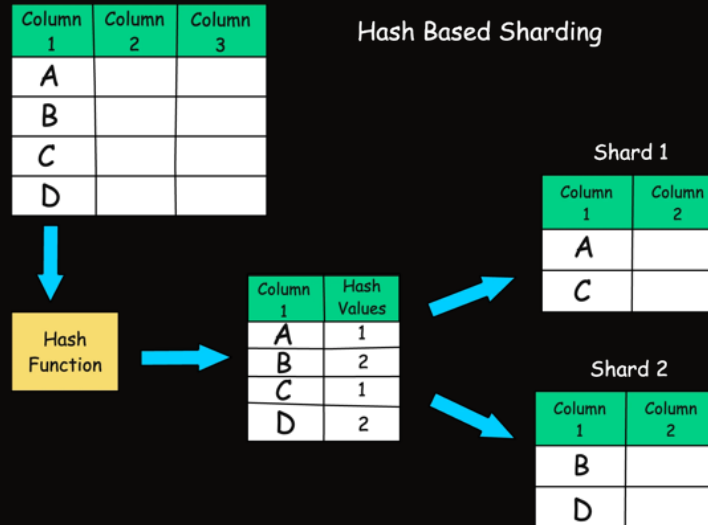 Hash Based Sharding
Column 1 Column 2 Column 3
A
B
C
D
Hash
Function
Column 1 Hash Values
A 1
B 2
C 1
D 2
Shard 1
Column 1 Column 2
A
C
Shard 2
Column 1 Column 2
B
D